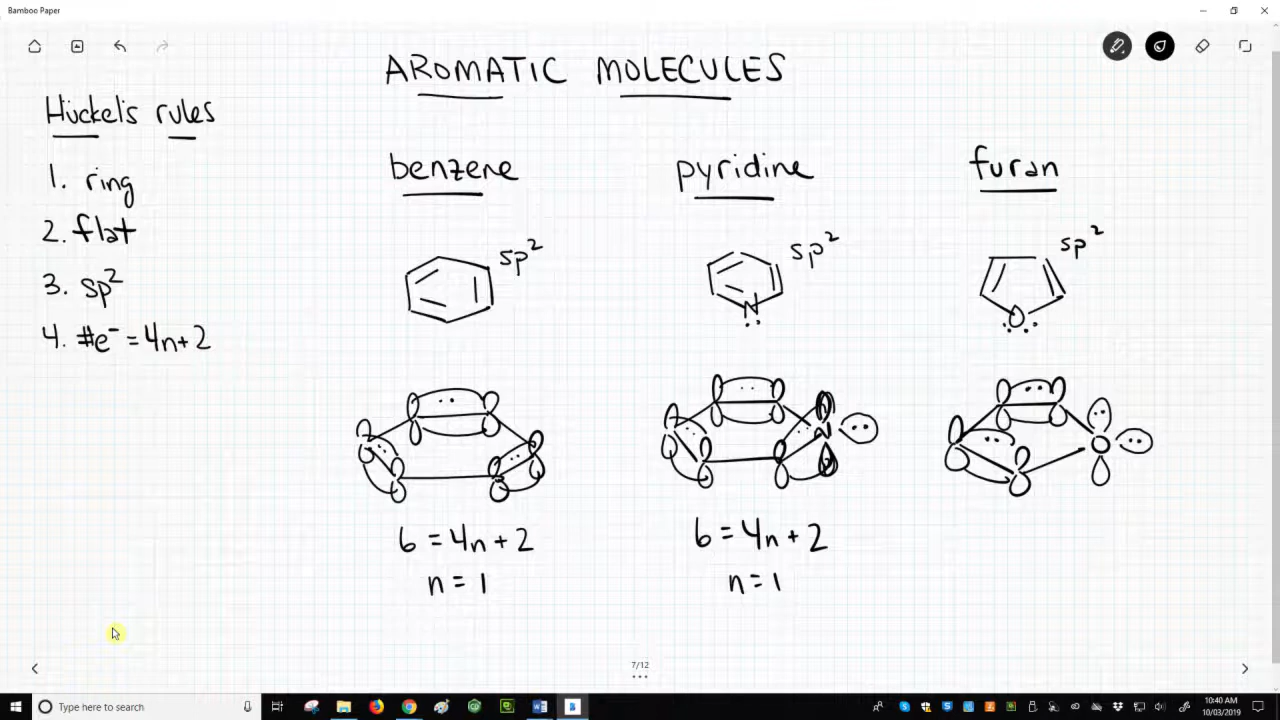 Bamboo Paper
AROMATIC MOLECULES
Hückel's rules
1. ring
2. flat
3. sp²
4. #e⁻ = 4n+2
benzene
sp²
6 = 4n + 2
n = 1
pyridine
sp²
N
N
6 = 4n + 2
n = 1
furan
sp²
O
O
7/12
Type here to search
10:40 AM
10/03/2019